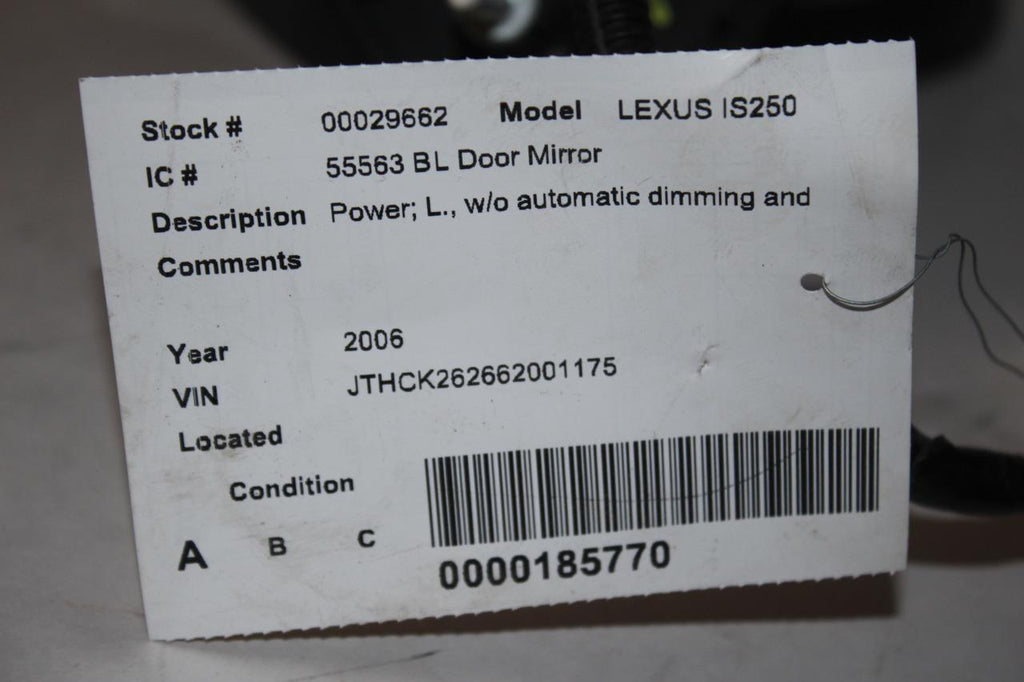 Stock # 00029662 Model LEXUS IS250
IC # 55563 BL Door Mirror
Description Power; L., w/o automatic dimming and
Comments
Year 2006
VIN JTHCK262662001175
Located
Condition
A B C
0000185770